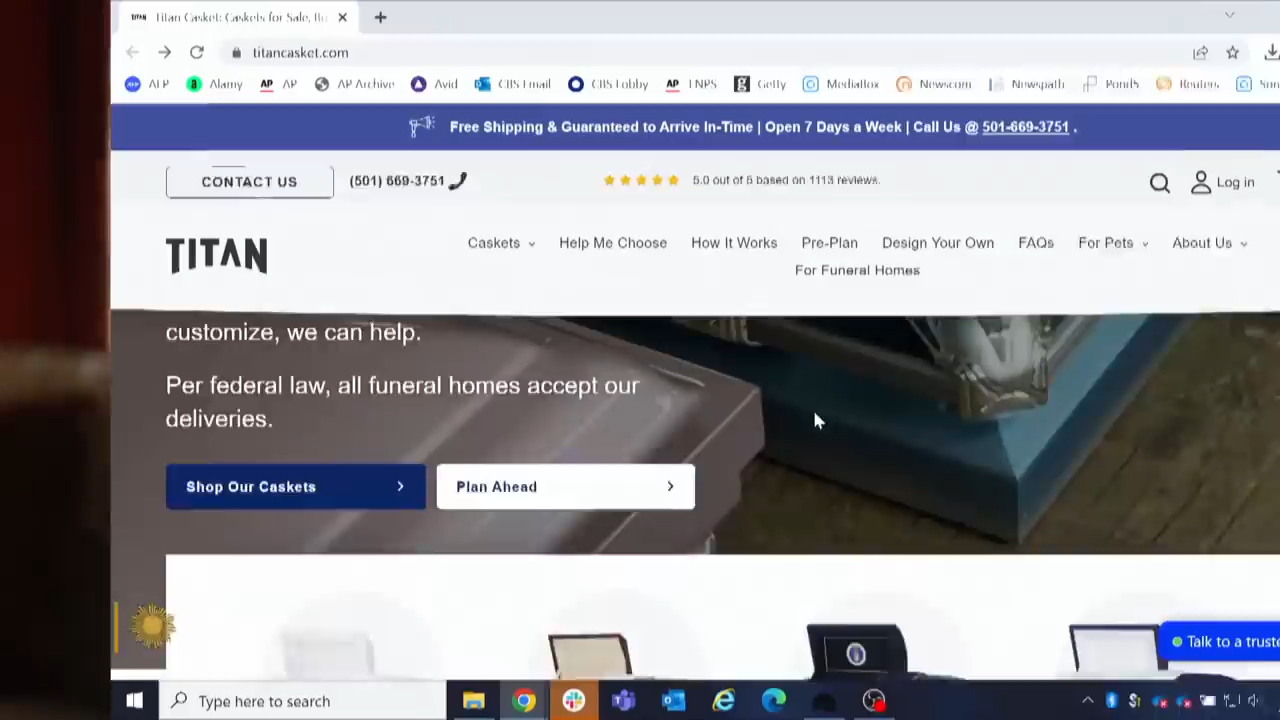 TITAN Titan Casket: Caskets for Sale,
titancasket.com
AFP Alamy AP AP AP Archive Avid CBS Email CBS Lobby AP ENPS Getty MediaBox Newscom Newspath Pond5 Reuters
Free Shipping & Guaranteed to Arrive In-Time | Open 7 Days a Week | Call Us @ 501-669-3751 .
CONTACT US (501) 669-3751 5.0 out of 5 based on 1113 reviews. Log in
TITAN
Caskets Help Me Choose How It Works Pre-Plan Design Your Own FAQs For Pets About Us
For Funeral Homes
customize, we can help.
Per federal law, all funeral homes accept our
deliveries.
Shop Our Caskets Plan Ahead
Talk to a
Type here to search